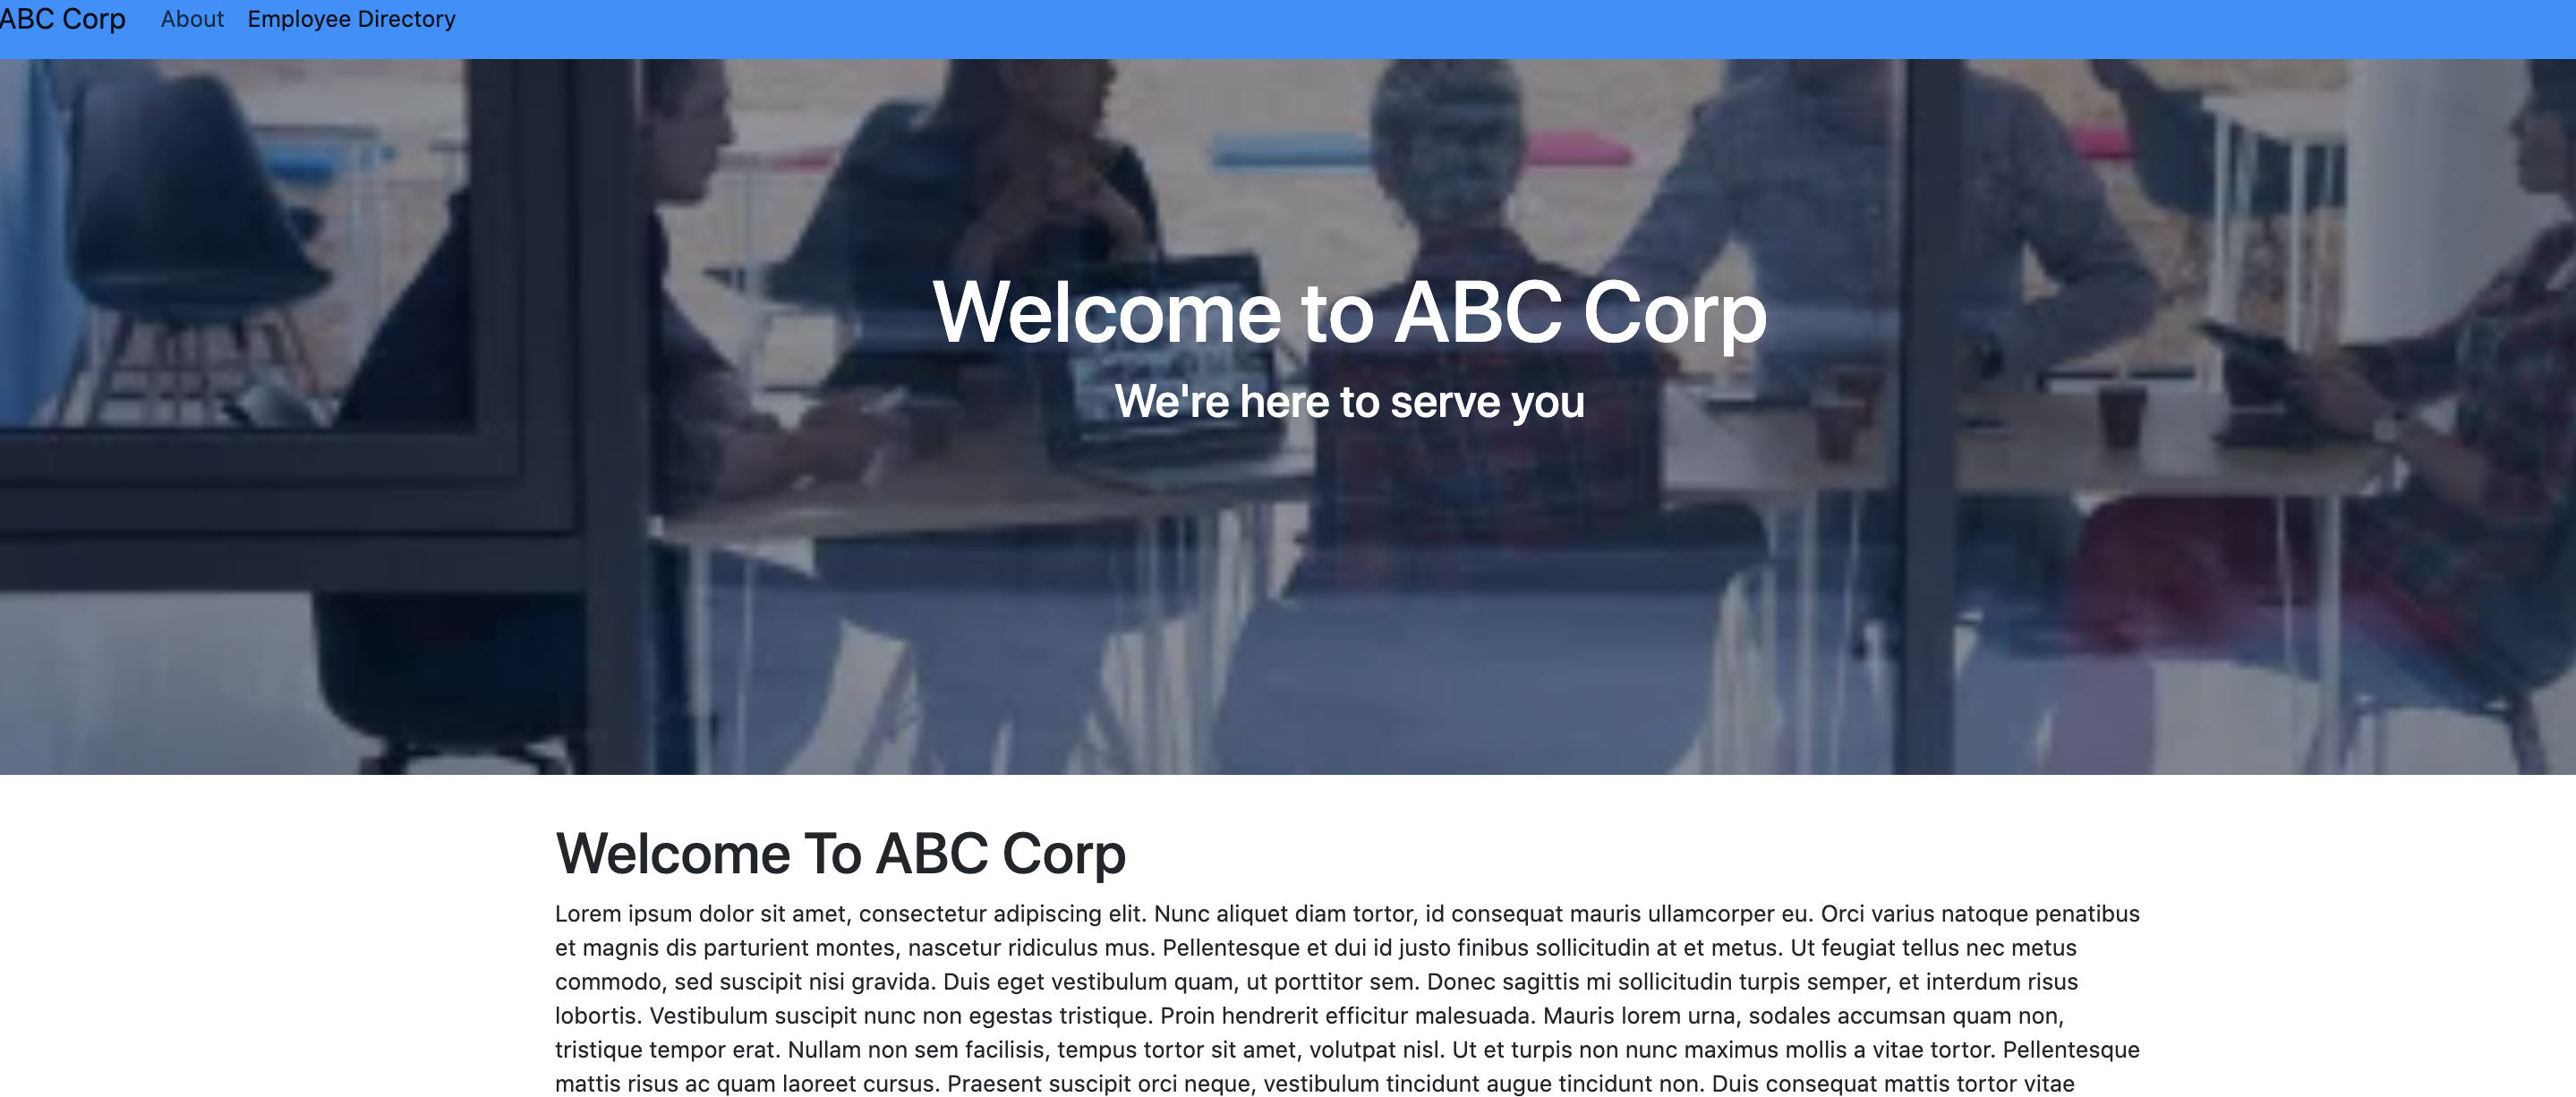 ABC Corp About Employee Directory
Welcome to ABC Corp
We're here to serve you
Welcome To ABC Corp
Lorem ipsum dolor sit amet, consectetur adipiscing elit. Nunc aliquet diam tortor, id consequat mauris ullamcorper eu. Orci varius natoque penatibus
et magnis dis parturient montes, nascetur ridiculus mus. Pellentesque et dui id justo finibus sollicitudin at et metus. Ut feugiat tellus nec metus
commodo, sed suscipit nisi gravida. Duis eget vestibulum quam, ut porttitor sem. Donec sagittis mi sollicitudin turpis semper, et interdum risus
lobortis. Vestibulum suscipit nunc non egestas tristique. Proin hendrerit efficitur malesuada. Mauris lorem urna, sodales accumsan quam non,
tristique tempor erat. Nullam non sem facilisis, tempus tortor sit amet, volutpat nisl. Ut et turpis non nunc maximus mollis a vitae tortor. Pellentesque
mattis risus ac quam laoreet cursus. Praesent suscipit orci neque, vestibulum tincidunt augue tincidunt non. Duis consequat mattis tortor vitae